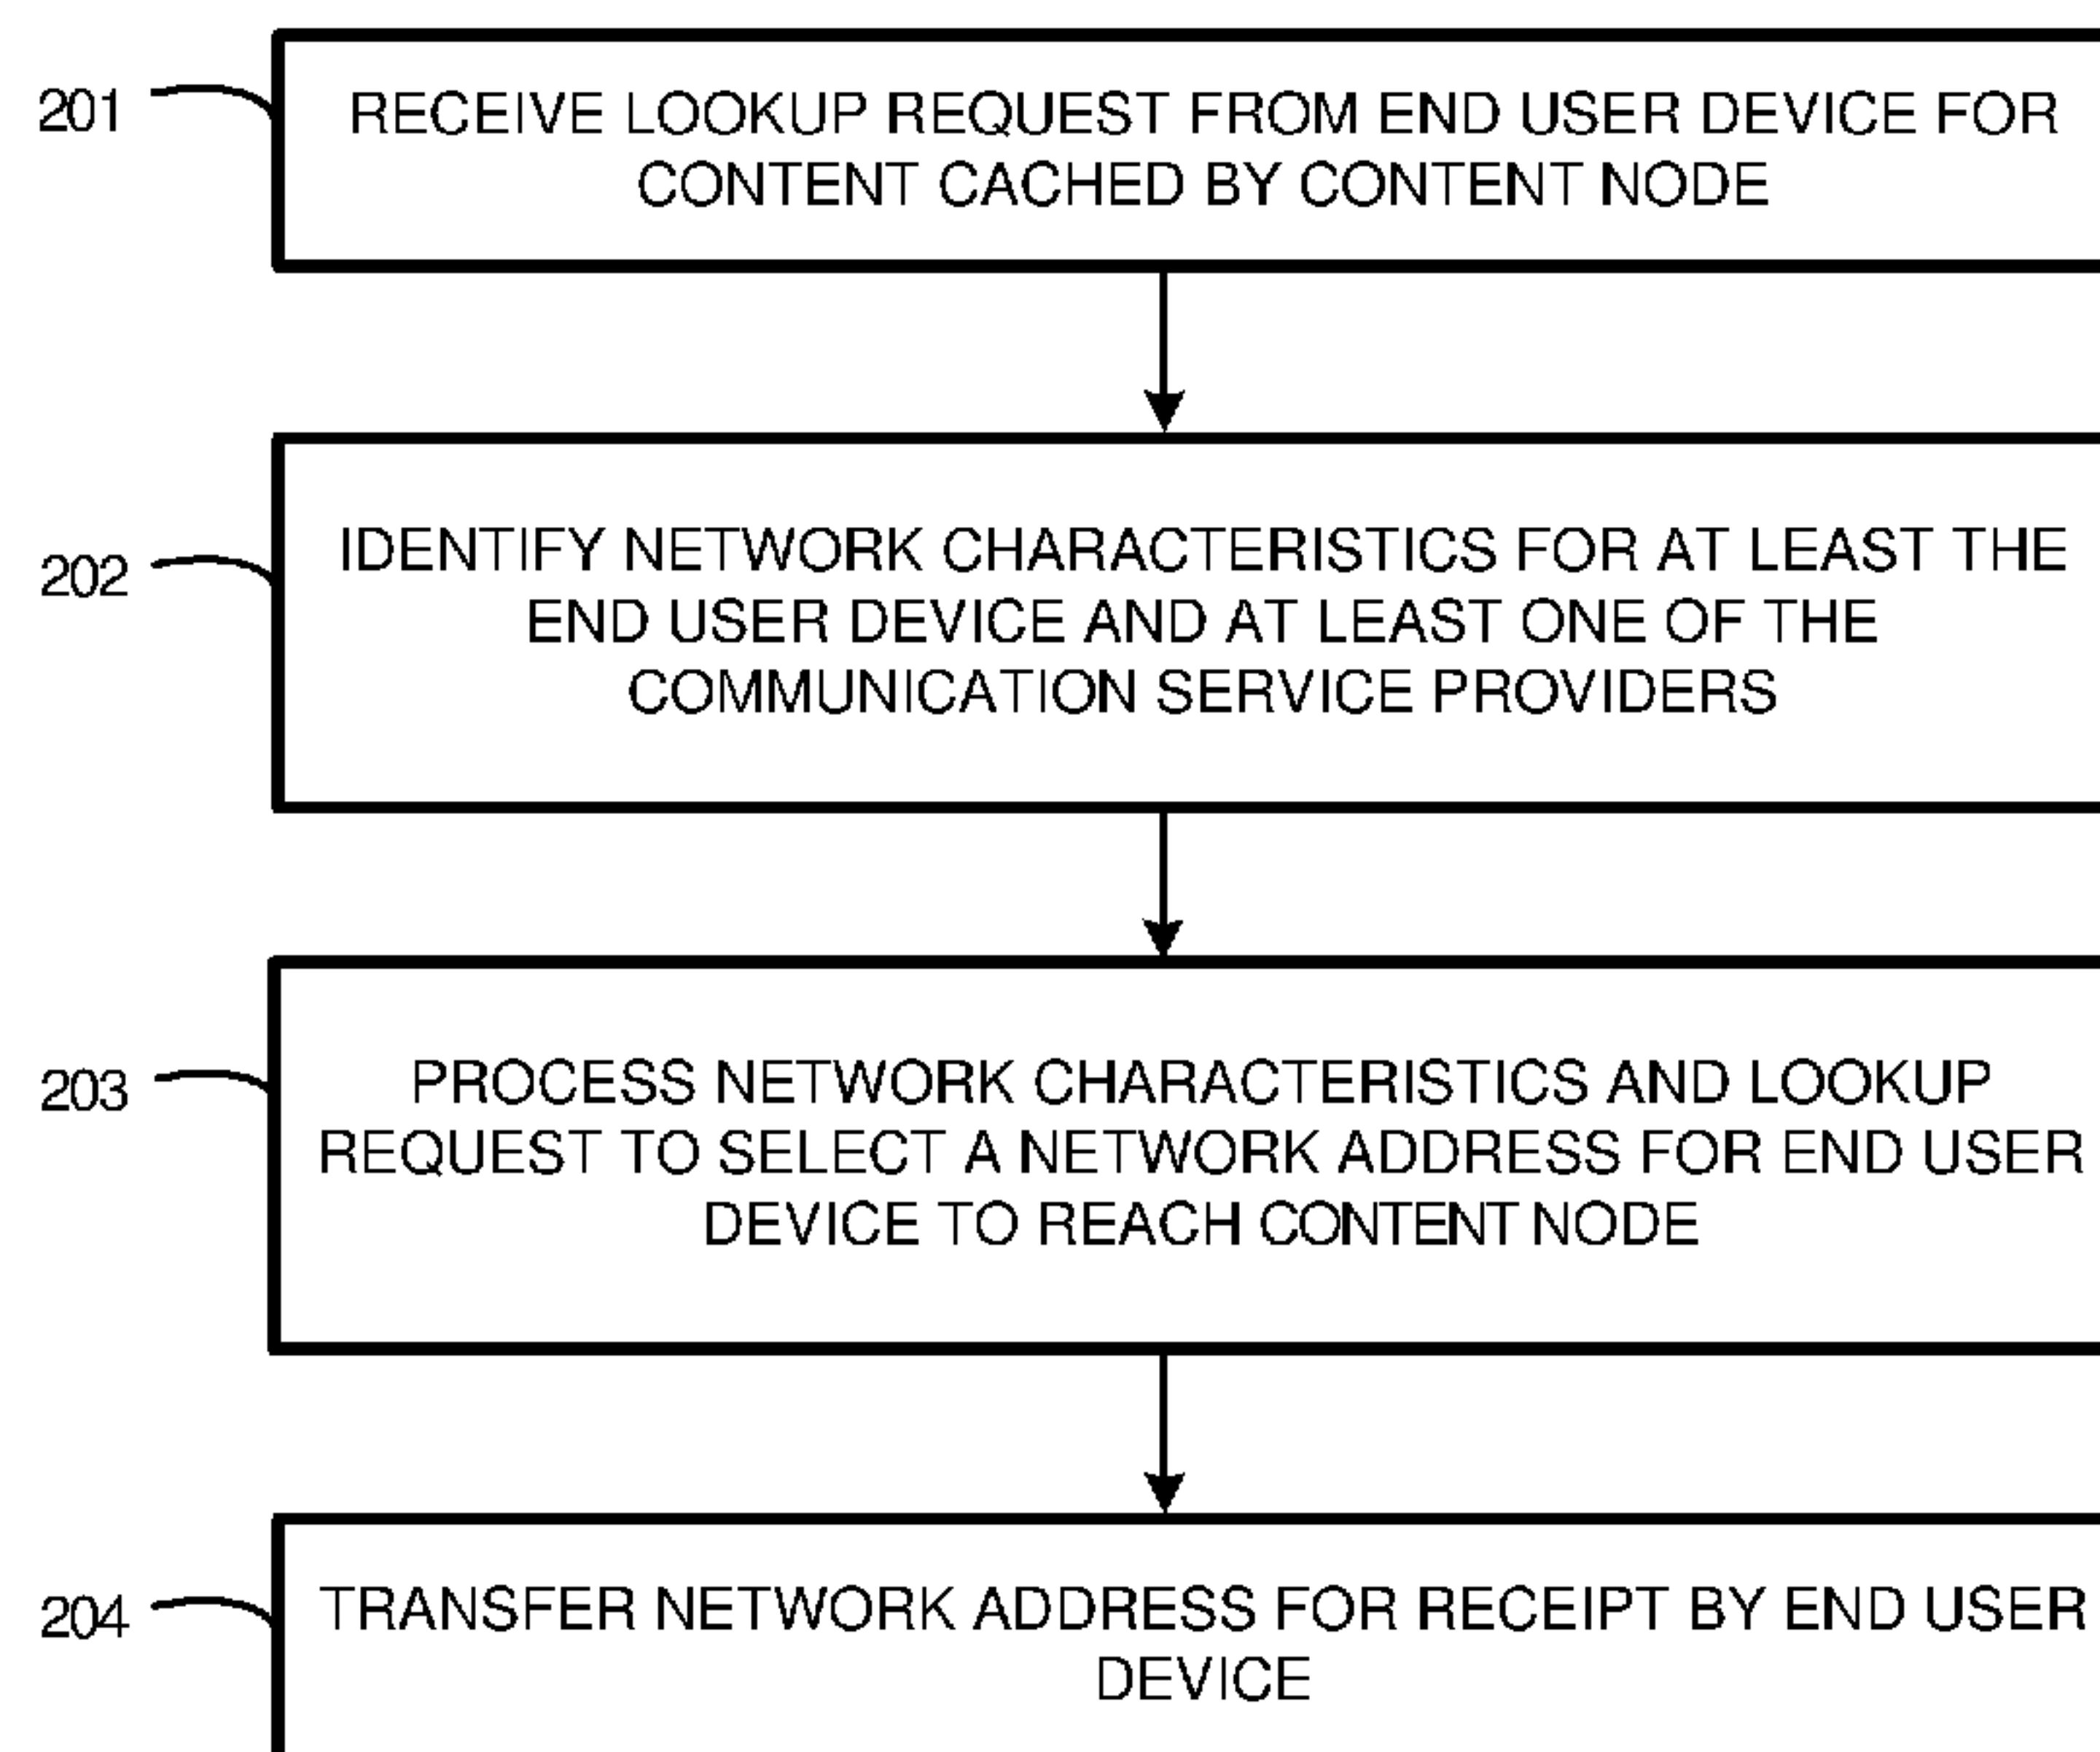 201
RECEIVE LOOKUP REQUEST FROM END USER DEVICE FOR
CONTENT CACHED BY CONTENT NODE
202
IDENTIFY NETWORK CHARACTERISTICS FOR AT LEAST THE
END USER DEVICE AND AT LEAST ONE OF THE
COMMUNICATION SERVICE PROVIDERS
203
PROCESS NETWORK CHARACTERISTICS AND LOOKUP
REQUEST TO SELECT A NETWORK ADDRESS FOR END USER
DEVICE TO REACH CONTENT NODE
204
TRANSFER NETWORK ADDRESS FOR RECEIPT BY END USER
DEVICE